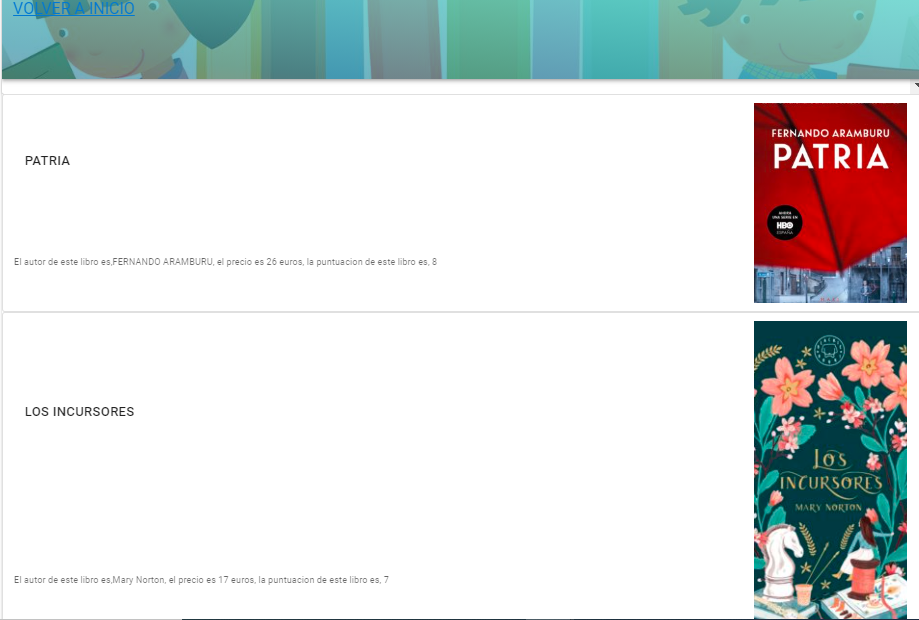 VOLVER A INICIO
FERNANDO ARAMBURU
PATRIA
PATRIA
AHORA
UNA SERIE EN
HBO
ESPAÑA
El autor de este libro es,FERNANDO ARAMBURU, el precio es 26 euros, la puntuacion de este libro es, 8
LOS INCURSORES
LOS
INCURSORES
MARY NORTON
El autor de este libro es,Mary Norton, el precio es 17 euros, la puntuacion de este libro es, 7